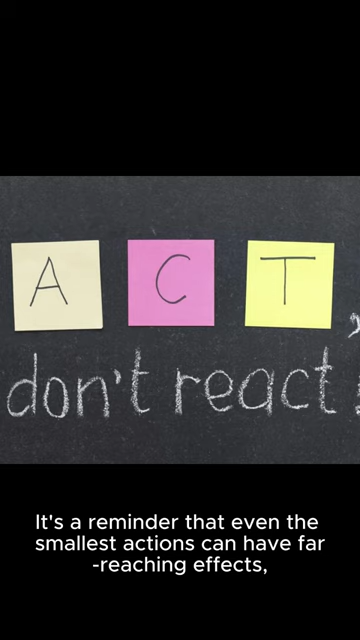 A C T,
don't react!
It's a reminder that even the
smallest actions can have far
-reaching effects,